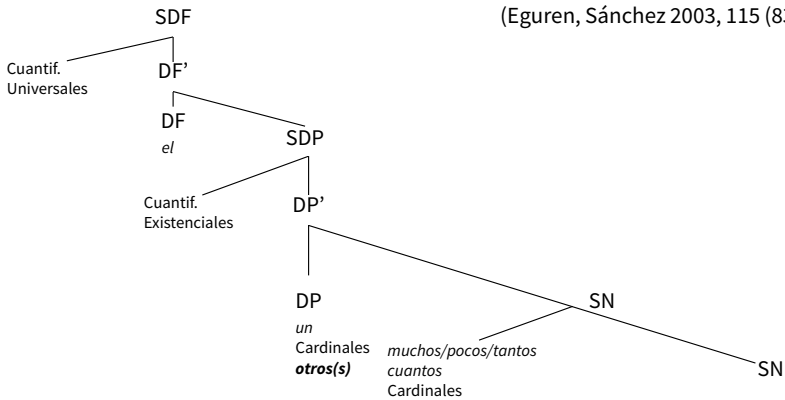 SDF
(Eguren, Sánchez 2003, 115 (83
Cuantif.
Universales
DF’
DF
el
SDP
Cuantif.
Existenciales
DP’
DP
un
Cardinales
otros(s)
SN
muchos/pocos/tantos
cuantos
Cardinales
SN